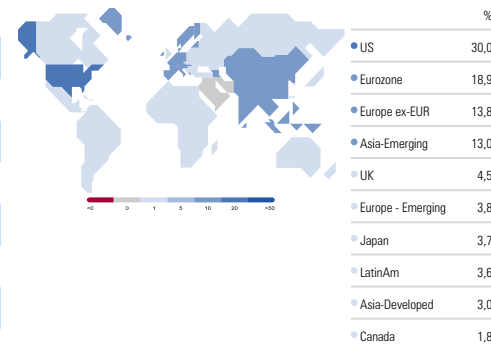 %
US 30,0
Eurozone 18,9
Europe ex-EUR 13,8
Asia-Emerging 13,0
UK 4,5
Europe - Emerging 3,8
Japan 3,7
LatinAm 3,6
Asia-Developed 3,0
Canada 1,8
<0 0 1 5 10 20 >50